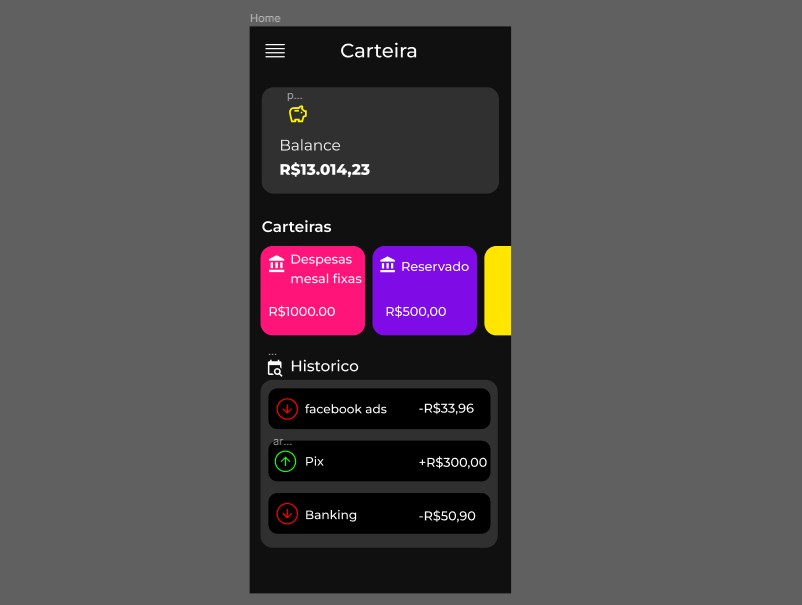 Home
Carteira
p...
Balance
R$13.014,23
Carteiras
Despesas
mesal fixas
R$1000.00
Reservado
R$500,00
...
Historico
facebook ads
-R$33,96
ar...
Pix
+R$300,00
Banking
-R$50,90